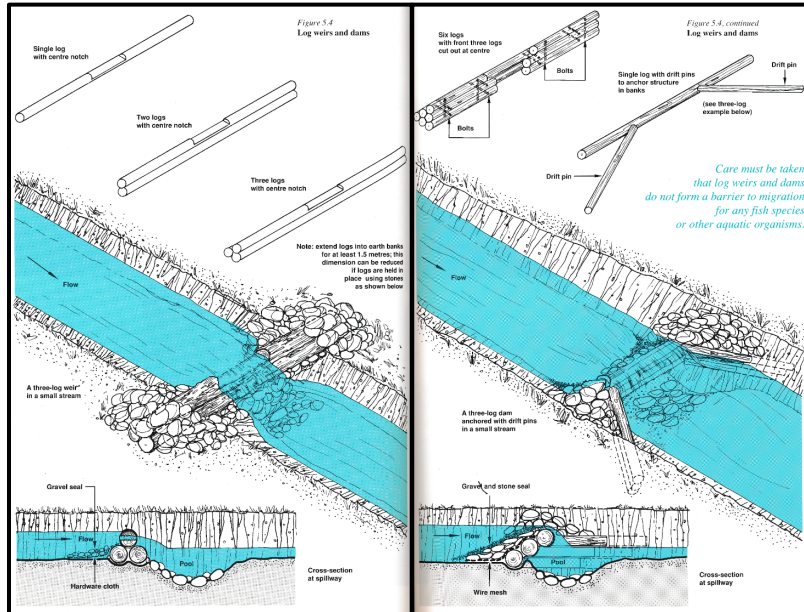 Figure 5.4
Log weirs and dams
Single log
with centre notch
Two logs
with centre notch
Three logs
with centre notch
Note: extend logs into earth banks
for at least 1.5 metres; this
dimension can be reduced
if logs are held in
place using stones
as shown below
Flow
A three-log weir
in a small stream
Gravel seal
Flow
Pool
Hardware cloth
Cross-section
at spillway
Figure 5.4, continued
Log weirs and dams
Six logs
with front three logs
cut out at centre
Bolts
Bolts
Single log with drift pins
to anchor structure
in banks
Drift pin
(see three-log
example below)
Drift pin
Care must be taken
that log weirs and dams
do not form a barrier to migration
for any fish species
or other aquatic organisms.
Flow
A three-log dam
anchored with drift pins
in a small stream
Gravel and stone seal
Flow
Pool
Wire mesh
Cross-section
at spillway